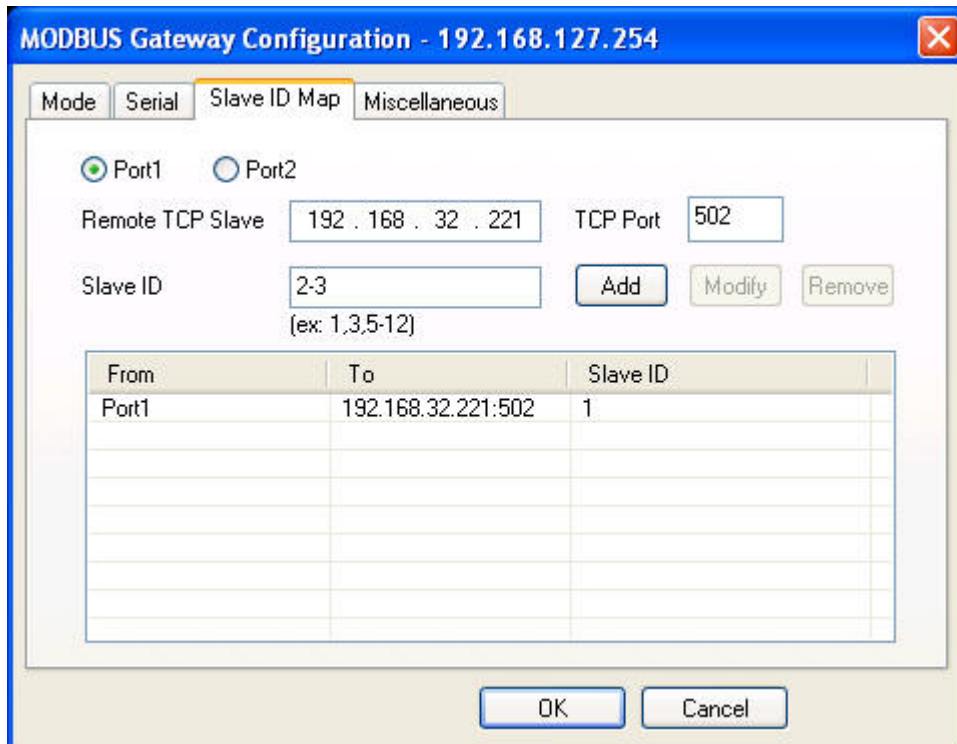 MODBUS Gateway Configuration - 192.168.127.254
Mode Serial Slave ID Map Miscellaneous
Port1 Port2
Remote TCP Slave 192 . 168 . 32 . 221 TCP Port 502
Slave ID 2-3 Add Modify Remove
(ex: 1,3,5-12)
From To Slave ID
Port1 192.168.32.221:502 1
OK Cancel